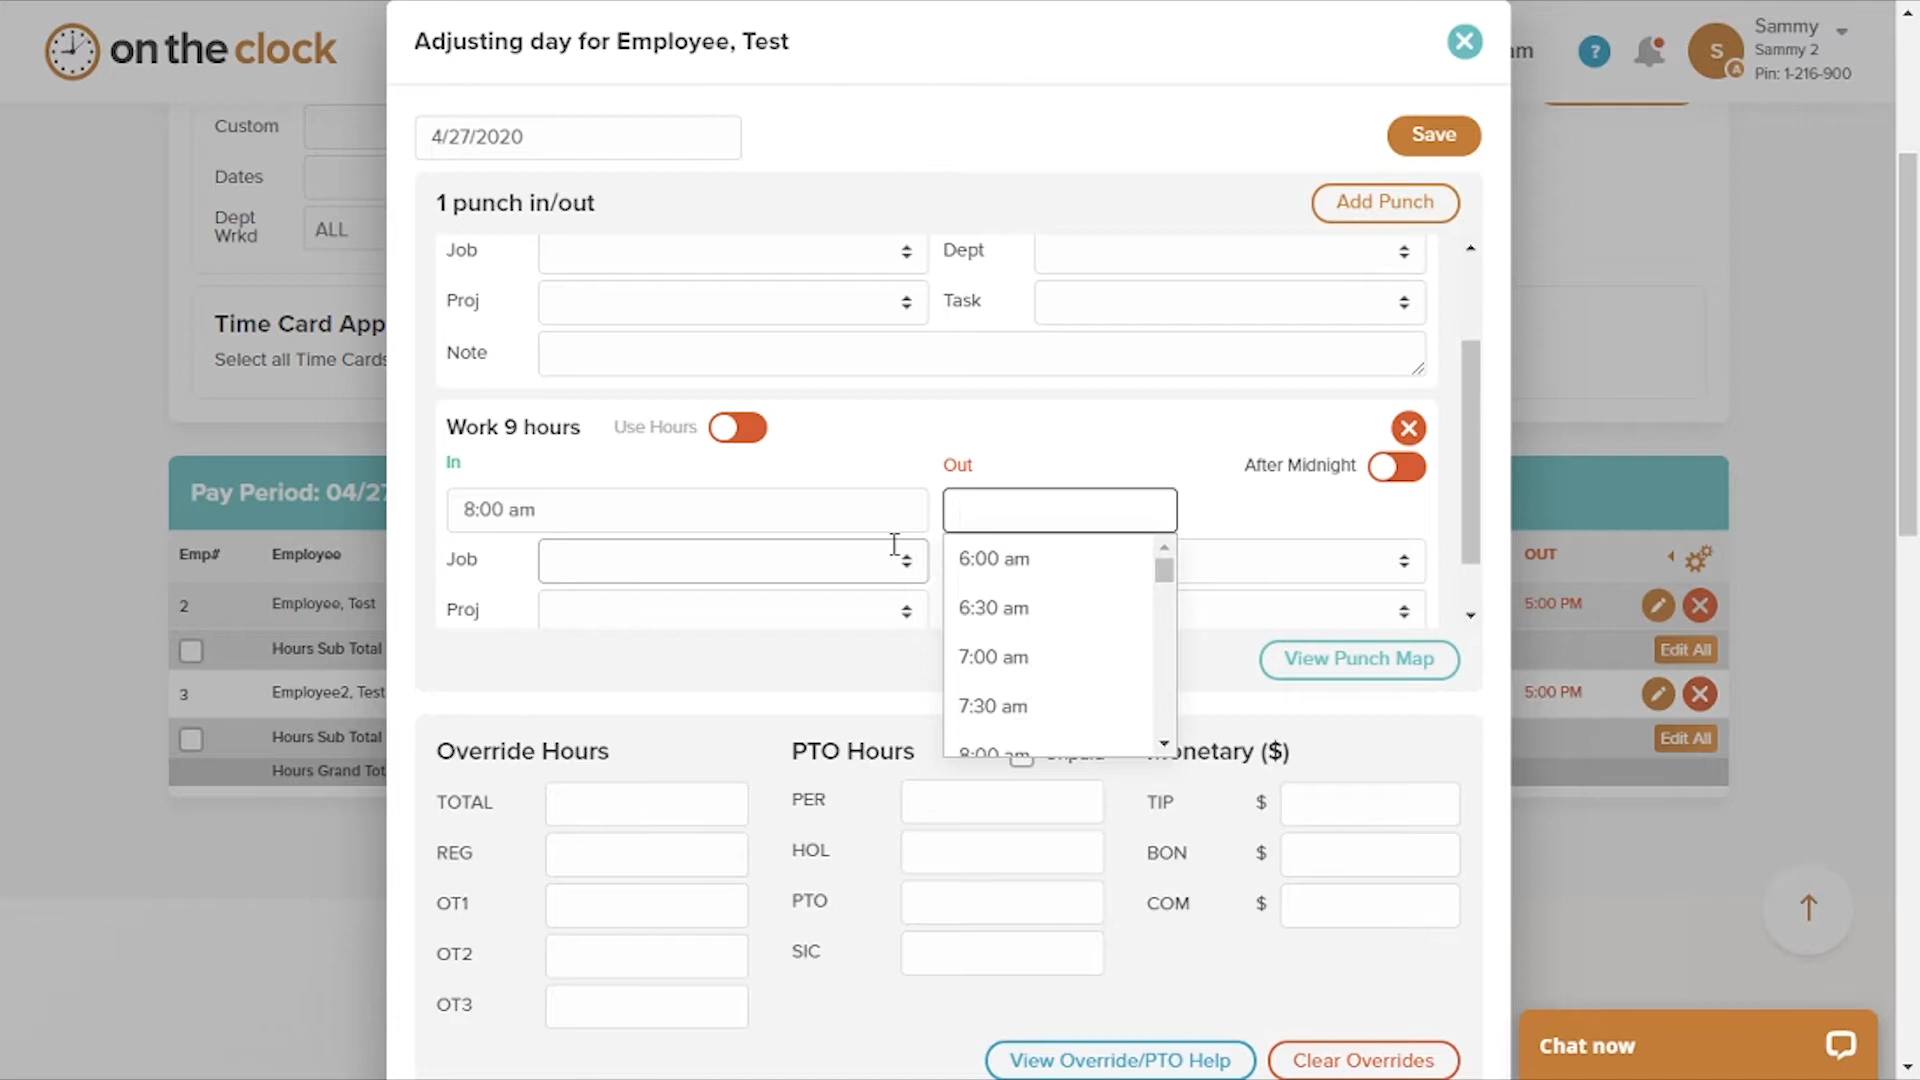 on the clock
Adjusting day for Employee, Test
am
?
S
A
Sammy
Sammy 2
Pin: 1-216-900
Custom
Dates
Dept
Wrkd
ALL
Time Card App
Select all Time Cards
4/27/2020
Save
1 punch in/out
Add Punch
Job
Dept
Proj
Task
Note
Work 9 hours
Use Hours
In
Out
After Midnight
8:00 am
Job
Proj
6:00 am
6:30 am
7:00 am
7:30 am
8:00 am
View Punch Map
Pay Period: 04/27
Emp#
Employee
OUT
2
Employee, Test
5:00 PM
Hours Sub Total
Edit All
3
Employee2, Test
5:00 PM
Hours Sub Total
Edit All
Hours Grand Tot
Override Hours
PTO Hours
Unpaid
onetary ($)
TOTAL
PER
TIP
$
REG
HOL
BON
$
OT1
PTO
COM
$
OT2
SIC
OT3
View Override/PTO Help
Clear Overrides
Chat now